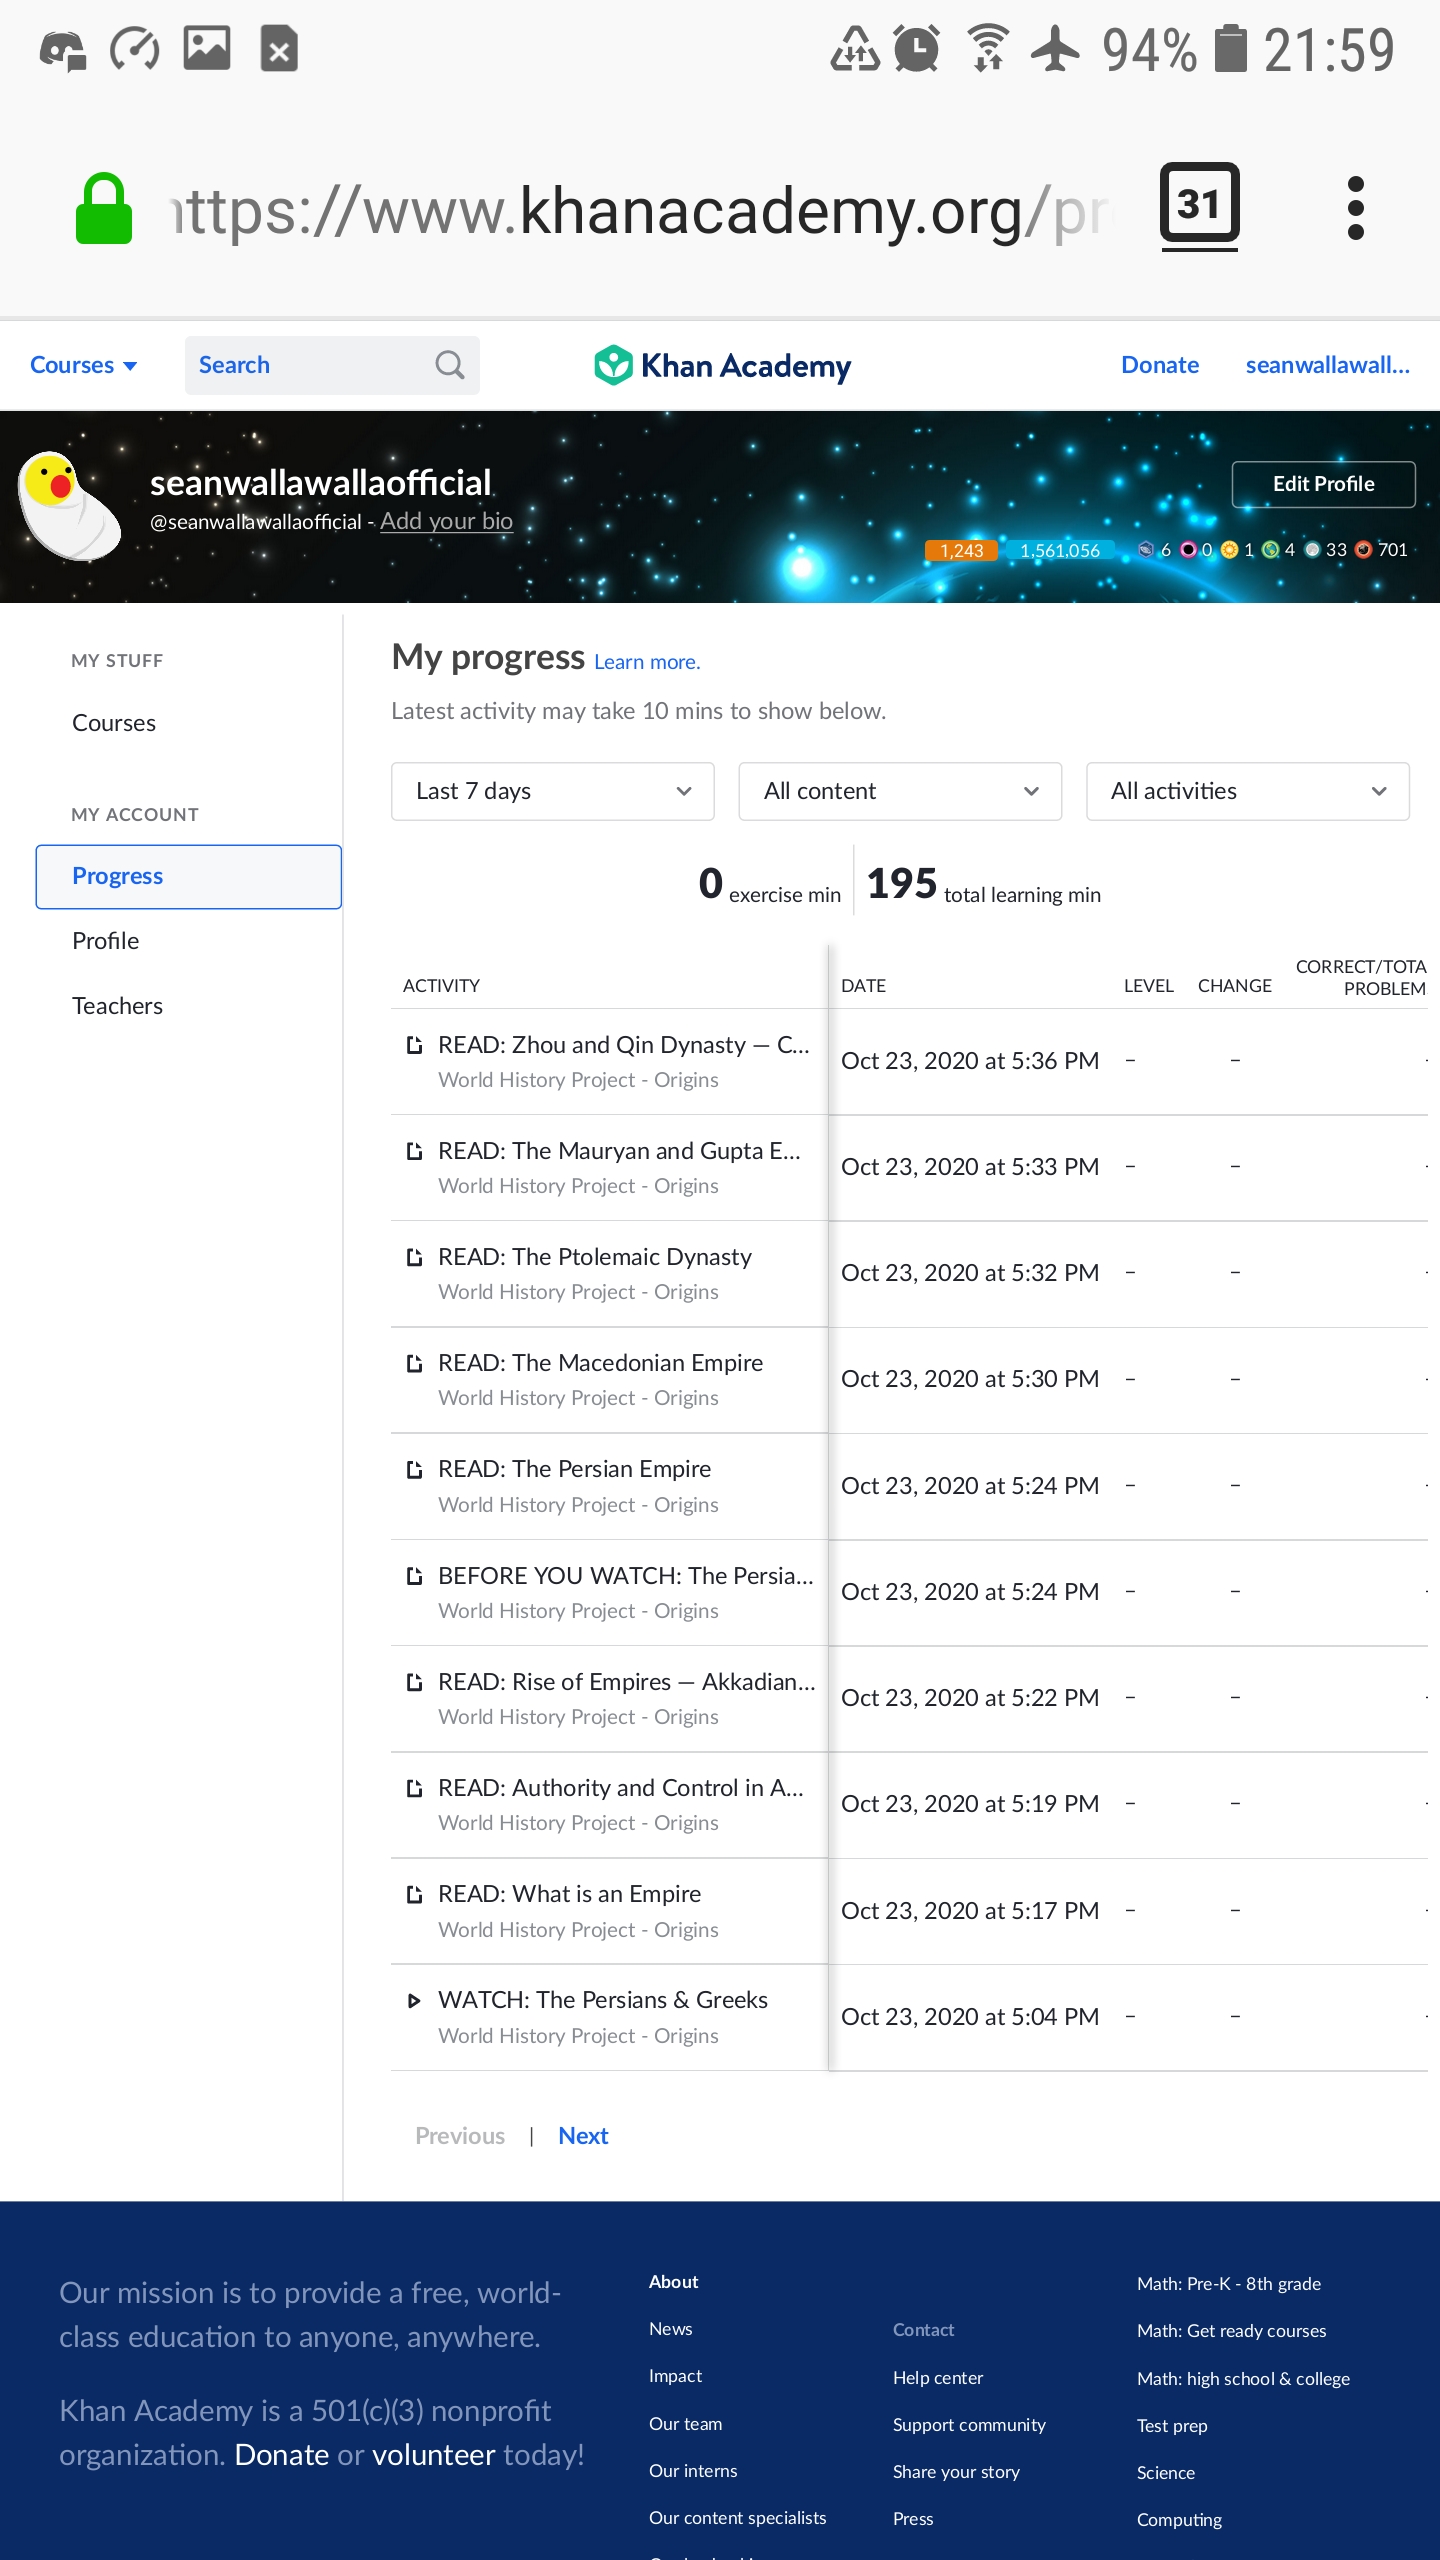 94% 21:59
https://www.khanacademy.org/pr
31
Courses
Search
Khan Academy
Donate
seanwallawall...
seanwallawallaofficial
@seanwallawallaofficial - Add your bio
Edit Profile
1,243 1,561,056 6 0 1 4 33 701
MY STUFF
Courses
MY ACCOUNT
Progress
Profile
Teachers
My progress Learn more.
Latest activity may take 10 mins to show below.
Last 7 days
All content
All activities
0 exercise min
195 total learning min
ACTIVITY DATE LEVEL CHANGE CORRECT/TOTA
PROBLEM
READ: Zhou and Qin Dynasty — C...
World History Project - Origins
Oct 23, 2020 at 5:36 PM – –
READ: The Mauryan and Gupta E...
World History Project - Origins
Oct 23, 2020 at 5:33 PM – –
READ: The Ptolemaic Dynasty
World History Project - Origins
Oct 23, 2020 at 5:32 PM – –
READ: The Macedonian Empire
World History Project - Origins
Oct 23, 2020 at 5:30 PM – –
READ: The Persian Empire
World History Project - Origins
Oct 23, 2020 at 5:24 PM – –
BEFORE YOU WATCH: The Persia...
World History Project - Origins
Oct 23, 2020 at 5:24 PM – –
READ: Rise of Empires — Akkadian...
World History Project - Origins
Oct 23, 2020 at 5:22 PM – –
READ: Authority and Control in A...
World History Project - Origins
Oct 23, 2020 at 5:19 PM – –
READ: What is an Empire
World History Project - Origins
Oct 23, 2020 at 5:17 PM – –
WATCH: The Persians & Greeks
World History Project - Origins
Oct 23, 2020 at 5:04 PM – –
Previous | Next
Our mission is to provide a free, world-
class education to anyone, anywhere.
Khan Academy is a 501(c)(3) nonprofit
organization. Donate or volunteer today!
About
News
Impact
Our team
Our interns
Our content specialists
Contact
Help center
Support community
Share your story
Press
Math: Pre-K - 8th grade
Math: Get ready courses
Math: high school & college
Test prep
Science
Computing